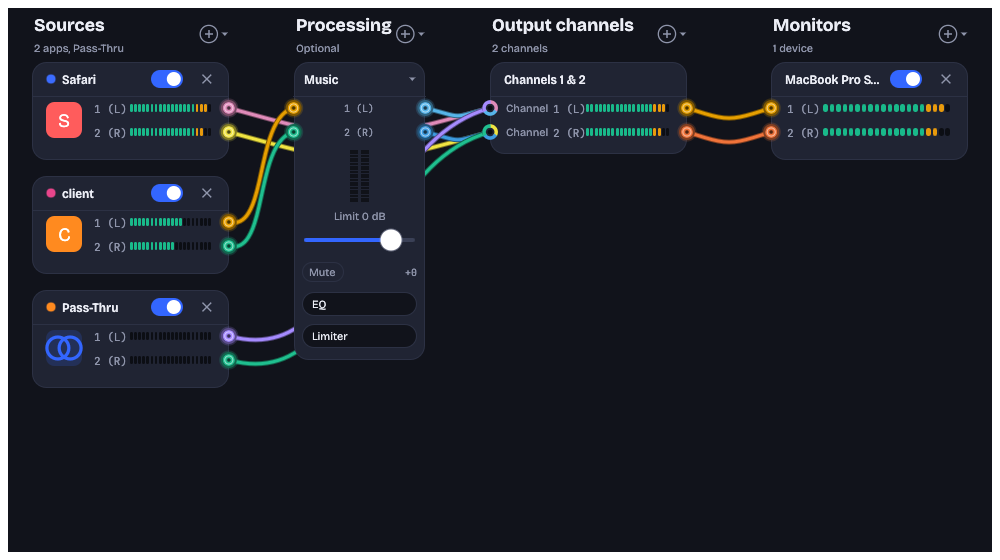 Sources
2 apps, Pass-Thru
Processing
Optional
Output channels
2 channels
Monitors
1 device
Safari
S
1 (L)
2 (R)
client
C
1 (L)
2 (R)
Pass-Thru
1 (L)
2 (R)
Music
1 (L)
2 (R)
Limit 0 dB
Mute
+0
EQ
Limiter
Channels 1 & 2
Channel 1 (L)
Channel 2 (R)
MacBook Pro S...
1 (L)
2 (R)